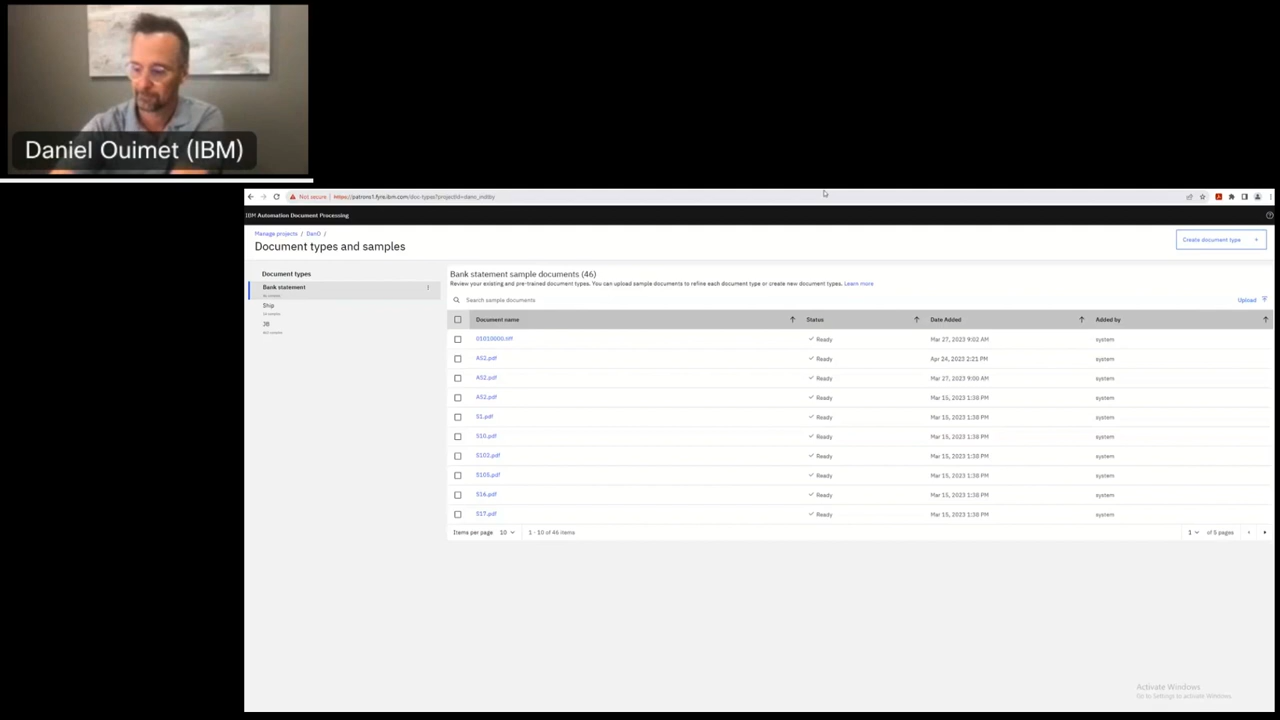 Daniel Ouimet (IBM)
Not secure | https://patrons1.fyre.ibm.com/doc-types?projectId=dano_mdtby
IBM Automation Document Processing
Manage projects / DanO /
Document types and samples
Create document type +
Document types
Bank statement
Ship
JB
Bank statement sample documents (46)
Review your existing and pre-trained document types. You can upload sample documents to refine each document type or create new document types. Learn more
Search sample documents
Upload
Document name Status Date Added Added by
01010000.tiff Ready Mar 27, 2023 9:02 AM system
A52.pdf Ready Apr 24, 2023 2:21 PM system
A52.pdf Ready Mar 27, 2023 9:00 AM system
A52.pdf Ready Mar 15, 2023 1:38 PM system
S1.pdf Ready Mar 15, 2023 1:38 PM system
S10.pdf Ready Mar 15, 2023 1:38 PM system
S102.pdf Ready Mar 15, 2023 1:38 PM system
S105.pdf Ready Mar 15, 2023 1:38 PM system
S16.pdf Ready Mar 15, 2023 1:38 PM system
S17.pdf Ready Mar 15, 2023 1:38 PM system
Items per page 10 1 - 10 of 46 items 1 of 5 pages
Activate Windows
Go to Settings to activate Windows.